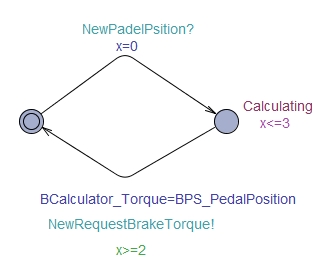 NewPadelPsition?
x=0
Calculating
x<=3
BCalculator_Torque=BPS_PedalPosition
NewRequestBrakeTorque!
x>=2